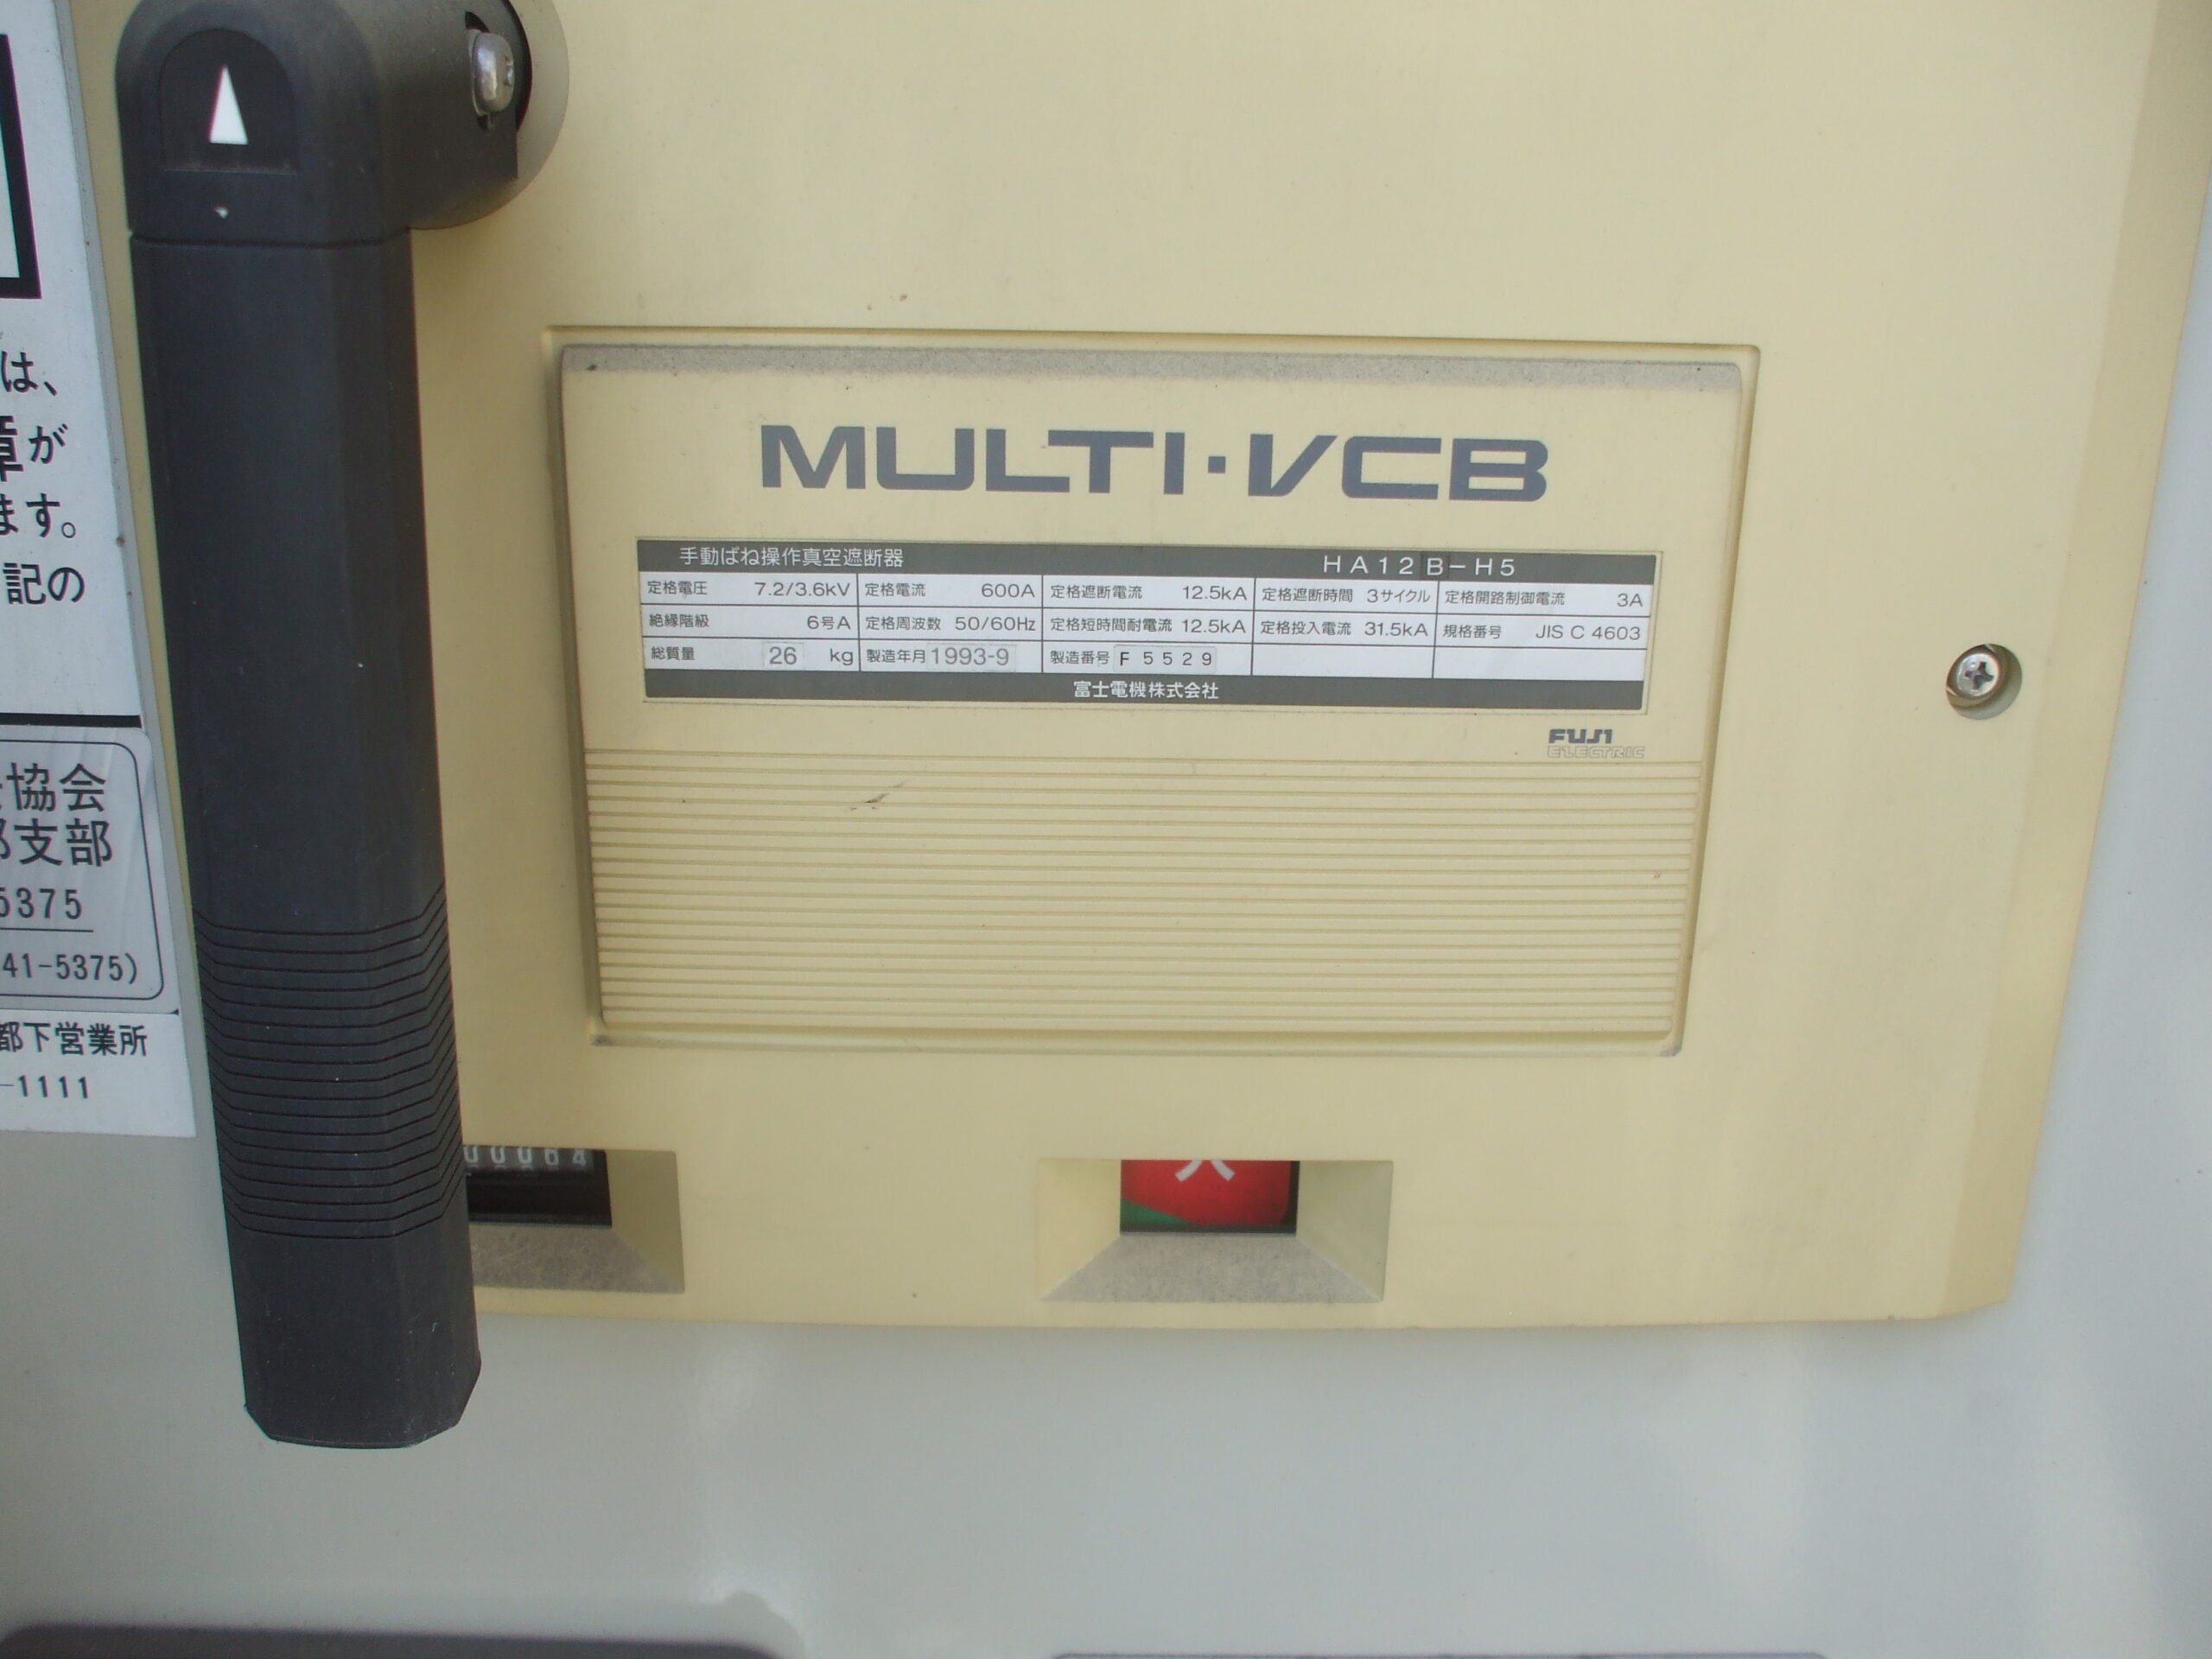 は、
章が
ます。
記の
協会
部支部
5375
41-5375)
都下営業所
-1111
MULTI・VCB
手動ばね操作真空遮断器 HA12B-H5
定格電圧 7.2/3.6kV 定格電流 600A 定格遮断電流 12.5kA 定格遮断時間 3サイクル 定格開路制御電流 3A
絶縁階級 6号A 定格周波数 50/60Hz 定格短時間耐電流 12.5kA 定格投入電流 31.5kA 規格番号 JIS C 4603
総質量 26 kg 製造年月 1993-9 製造番号 F5529
富士電機株式会社
FUJI
ELECTRIC
00064